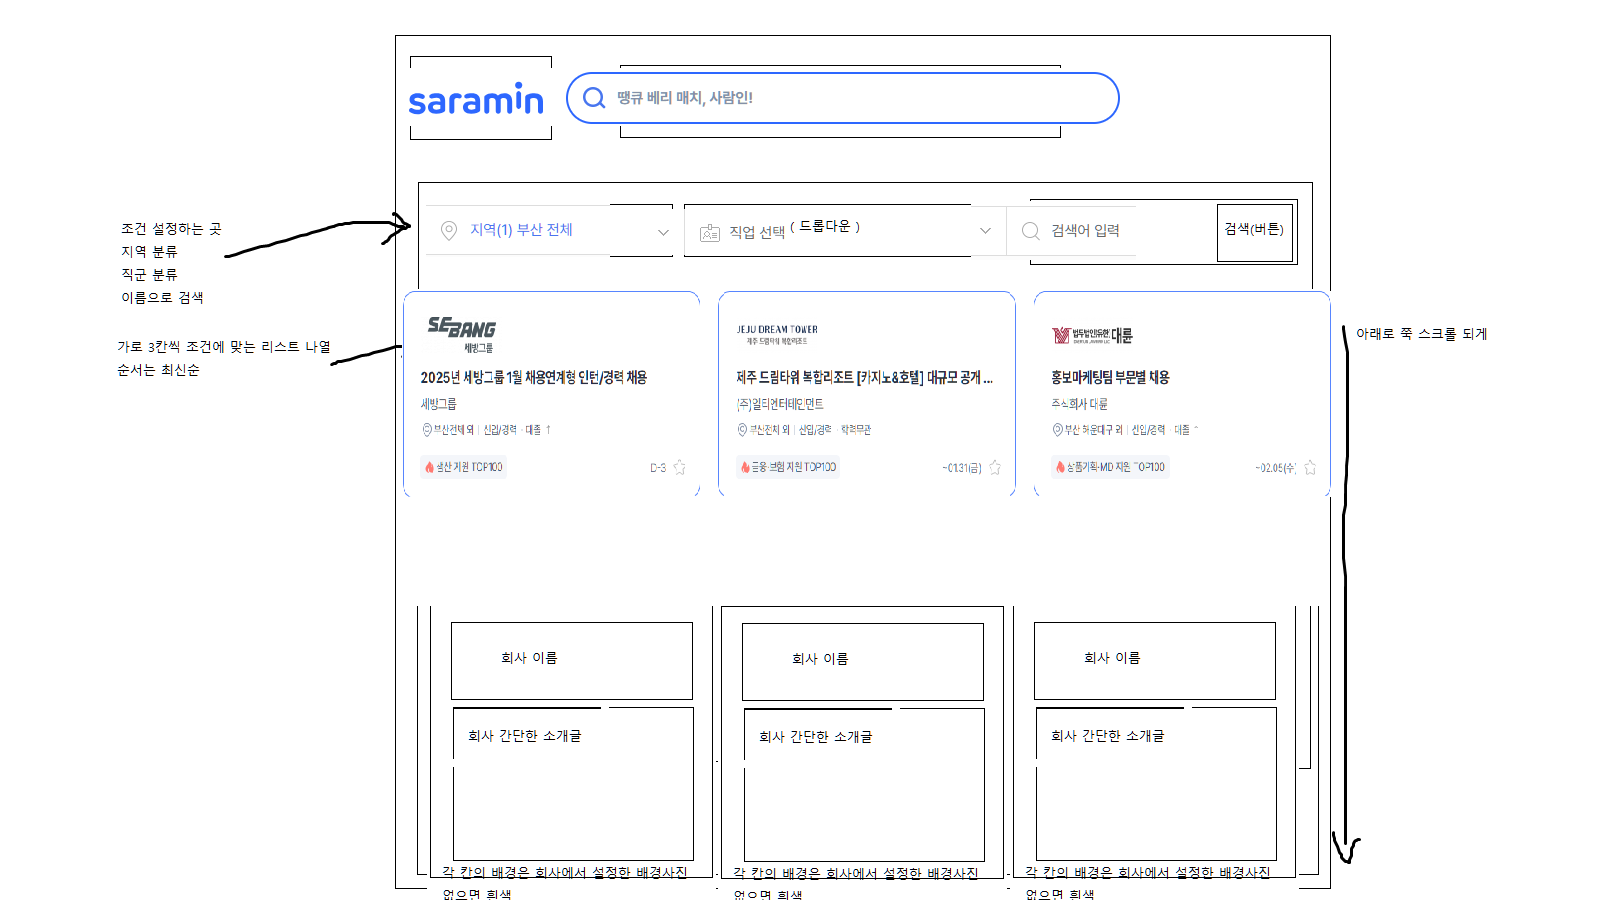 saramin
땡큐 베리 매치, 사람인!
조건 설정하는 곳
지역 분류
직군 분류
이름으로 검색
지역(1) 부산 전체
직업 선택 ( 드롭다운 )
검색어 입력
검색(버튼)
가로 3칸씩 조건에 맞는 리스트 나열
순서는 최신순
아래로 쭉 스크롤 되게
SEBANG
세방그룹
2025년 세방그룹 1월 채용연계형 인턴/경력 채용
세방그룹
부산전체 외 | 신입/경력 · 대졸 ↑
생산 지원 TOP100
D-3
JEJU DREAM TOWER
제주 드림타워 복합리조트
제주 드림타워 복합리조트 [카지노&호텔] 대규모 공개 ...
(주)엘티엔터테인먼트
부산전체 외 | 신입/경력 · 학력무관
금융·보험 지원 TOP100
~01.31(금)
법무법인(유한) 대륜
홍보마케팅팀 부문별 채용
주식회사 대륜
부산 해운대구 외 | 신입/경력 · 대졸 ↑
상품기획·MD 지원 TOP100
~02.05(수)
회사 이름
회사 간단한 소개글
각 칸의 배경은 회사에서 설정한 배경사진
없으면 흰색
회사 이름
회사 간단한 소개글
각 칸의 배경은 회사에서 설정한 배경사진
없으면 흰색
회사 이름
회사 간단한 소개글
각 칸의 배경은 회사에서 설정한 배경사진
없으면 흰색